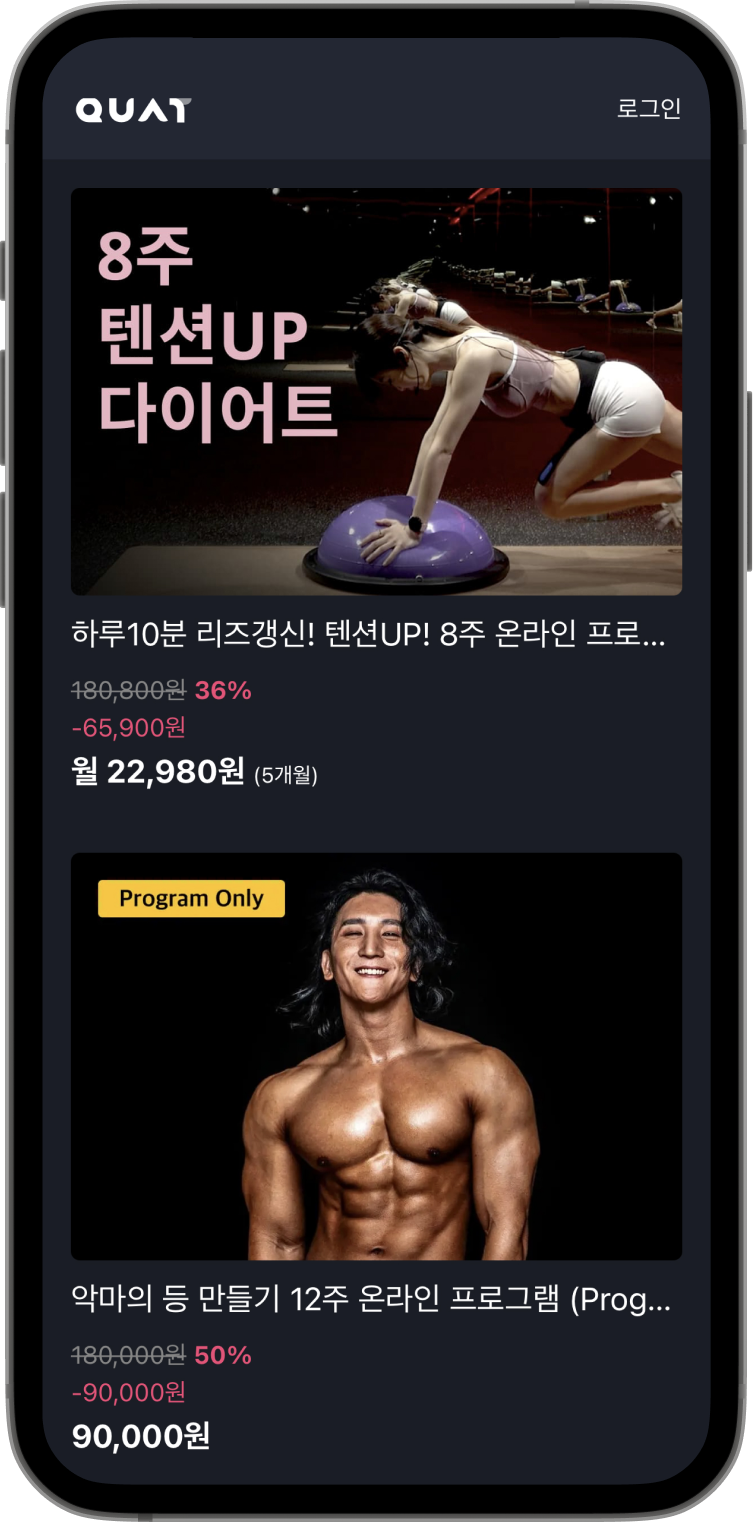 QUAT
로그인
8주
텐션UP
다이어트
하루10분 리즈갱신! 텐션UP! 8주 온라인 프로...
180,800원 36%
-65,900원
월 22,980원 (5개월)
Program Only
악마의 등 만들기 12주 온라인 프로그램 (Prog...
180,000원 50%
-90,000원
90,000원